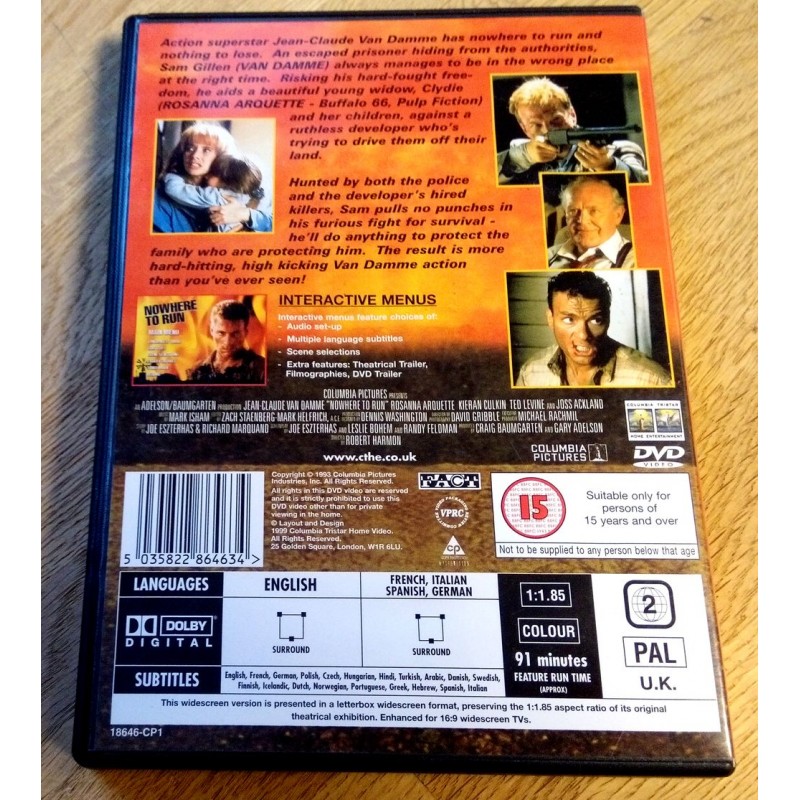 Action superstar Jean-Claude Van Damme has nowhere to run and
nothing to lose. An escaped prisoner hiding from the authorities,
Sam Gillen (VAN DAMME) always manages to be in the wrong place
at the right time. Risking his hard-fought free-
dom, he aids a beautiful young widow, Clydie
(ROSANNA ARQUETTE - Buffalo 66, Pulp Fiction)
and her children, against a
ruthless developer who's
trying to drive them off their
land.
Hunted by both the police
and the developer's hired
killers, Sam pulls no punches in
his furious fight for survival -
he'll do anything to protect the
family who are protecting him. The result is more
hard-hitting, high kicking Van Damme action
than you've ever seen!
NOWHERE
TO RUN
INTERACTIVE MENUS
Interactive menus feature choices of:
- Audio set-up
- Multiple language subtitles
- Scene selections
- Extra features: Theatrical Trailer,
Filmographies, DVD Trailer
COLUMBIA PICTURES PRESENTS
AN ADELSON/BAUMGARTEN PRODUCTION JEAN-CLAUDE VAN DAMME "NOWHERE TO RUN" ROSANNA ARQUETTE KIERAN CULKIN TED LEVINE AND JOSS ACKLAND
MARK ISHAM ZACH STAENBERG MARK HELFRICH, A.C.E. DENNIS WASHINGTON DAVID GRIBBLE MICHAEL RACHMIL
JOE ESZTERHAS & RICHARD MARQUAND JOE ESZTERHAS AND LESLIE BOHEM AND RANDY FELDMAN CRAIG BAUMGARTEN AND GARY ADELSON
ROBERT HARMON
www.cthe.co.uk
COLUMBIA
PICTURES
COLUMBIA TRISTAR
HOME ENTERTAINMENT
DVD
VIDEO
5 035822 864634 >
Copyright © 1993 Columbia Pictures
Industries, Inc. All Rights Reserved.
All rights in this DVD video are reserved
and it is strictly prohibited to use this
DVD video other than for private
viewing in the home.
© Layout and Design
1999 Columbia Tristar Home Video.
All Rights Reserved.
25 Golden Square, London, W1R 6LU.
FACT
VPRC
CP
15
Suitable only for
persons of
15 years and over
Not to be supplied to any person below that age
LANGUAGES
ENGLISH
FRENCH, ITALIAN
SPANISH, GERMAN
DOLBY
DIGITAL
SURROUND
SURROUND
1:1.85
COLOUR
91 minutes
FEATURE RUN TIME
(APPROX)
2
PAL
U.K.
SUBTITLES
English, French, German, Polish, Czech, Hungarian, Hindi, Turkish, Arabic, Danish, Swedish,
Finnish, Icelandic, Dutch, Norwegian, Portuguese, Greek, Hebrew, Spanish, Italian
This widescreen version is presented in a letterbox widescreen format, preserving the 1:1.85 aspect ratio of its original
theatrical exhibition. Enhanced for 16:9 widescreen TVs.
18646-CP1